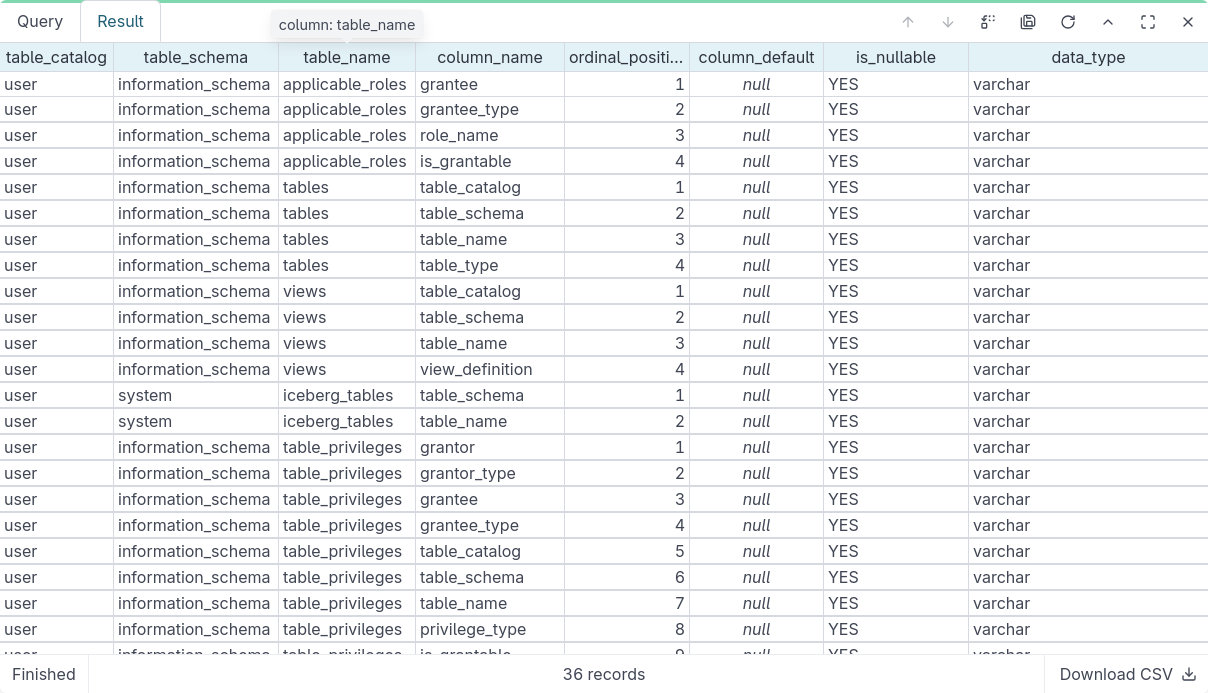 Query Result column: table_name
table_catalog table_schema table_name column_name ordinal_positi... column_default is_nullable data_type
user information_schema applicable_roles grantee 1 null YES varchar
user information_schema applicable_roles grantee_type 2 null YES varchar
user information_schema applicable_roles role_name 3 null YES varchar
user information_schema applicable_roles is_grantable 4 null YES varchar
user information_schema tables table_catalog 1 null YES varchar
user information_schema tables table_schema 2 null YES varchar
user information_schema tables table_name 3 null YES varchar
user information_schema tables table_type 4 null YES varchar
user information_schema views table_catalog 1 null YES varchar
user information_schema views table_schema 2 null YES varchar
user information_schema views table_name 3 null YES varchar
user information_schema views view_definition 4 null YES varchar
user system iceberg_tables table_schema 1 null YES varchar
user system iceberg_tables table_name 2 null YES varchar
user information_schema table_privileges grantor 1 null YES varchar
user information_schema table_privileges grantor_type 2 null YES varchar
user information_schema table_privileges grantee 3 null YES varchar
user information_schema table_privileges grantee_type 4 null YES varchar
user information_schema table_privileges table_catalog 5 null YES varchar
user information_schema table_privileges table_schema 6 null YES varchar
user information_schema table_privileges table_name 7 null YES varchar
user information_schema table_privileges privilege_type 8 null YES varchar
user information_schema table_privileges is_grantable 9 null YES varchar
Finished 36 records Download CSV